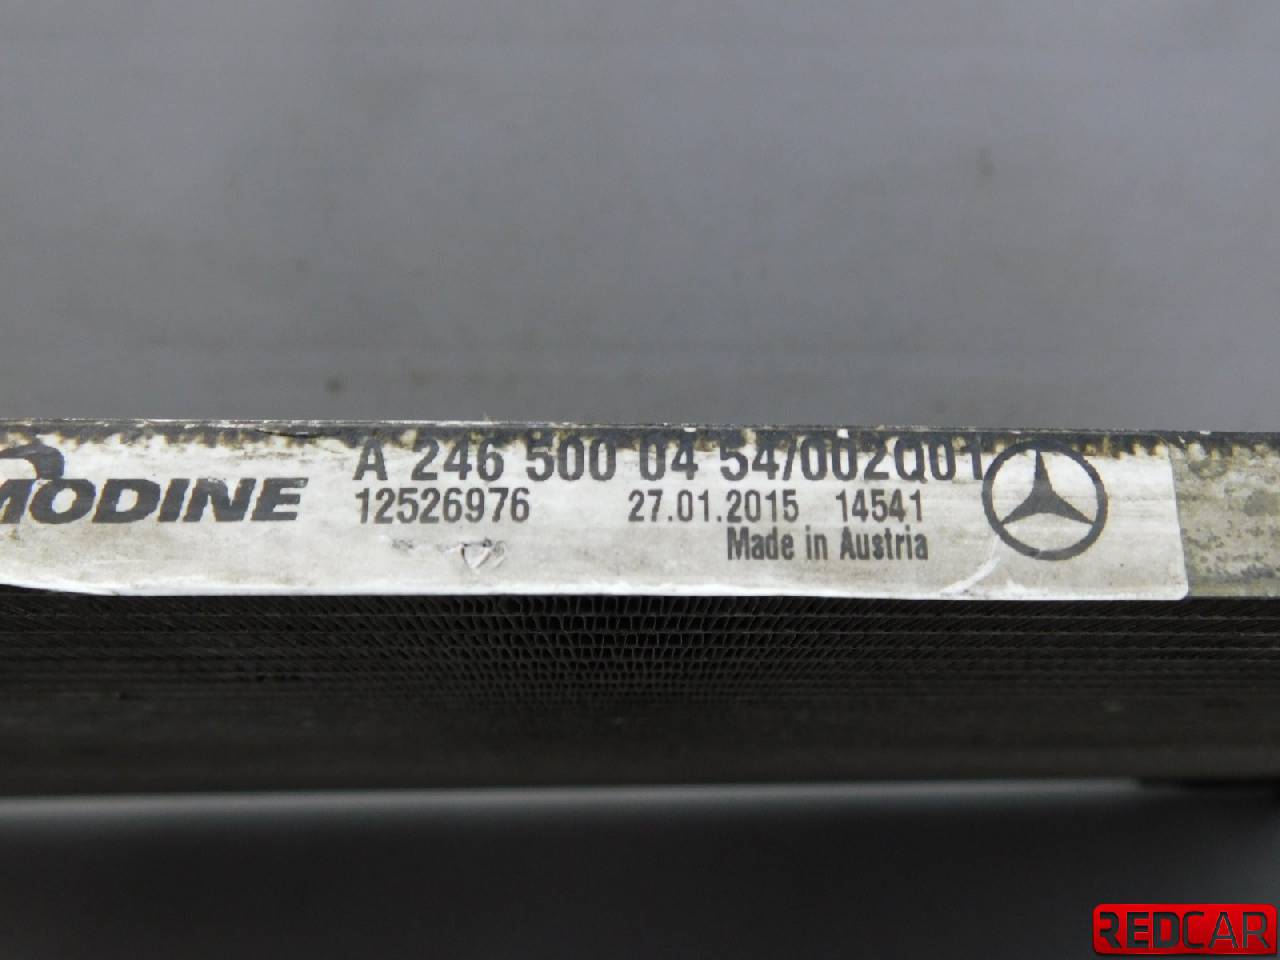 MODINE
A 246 500 04 54/002Q01
12526976 27.01.2015 14541
Made in Austria
REDCAR